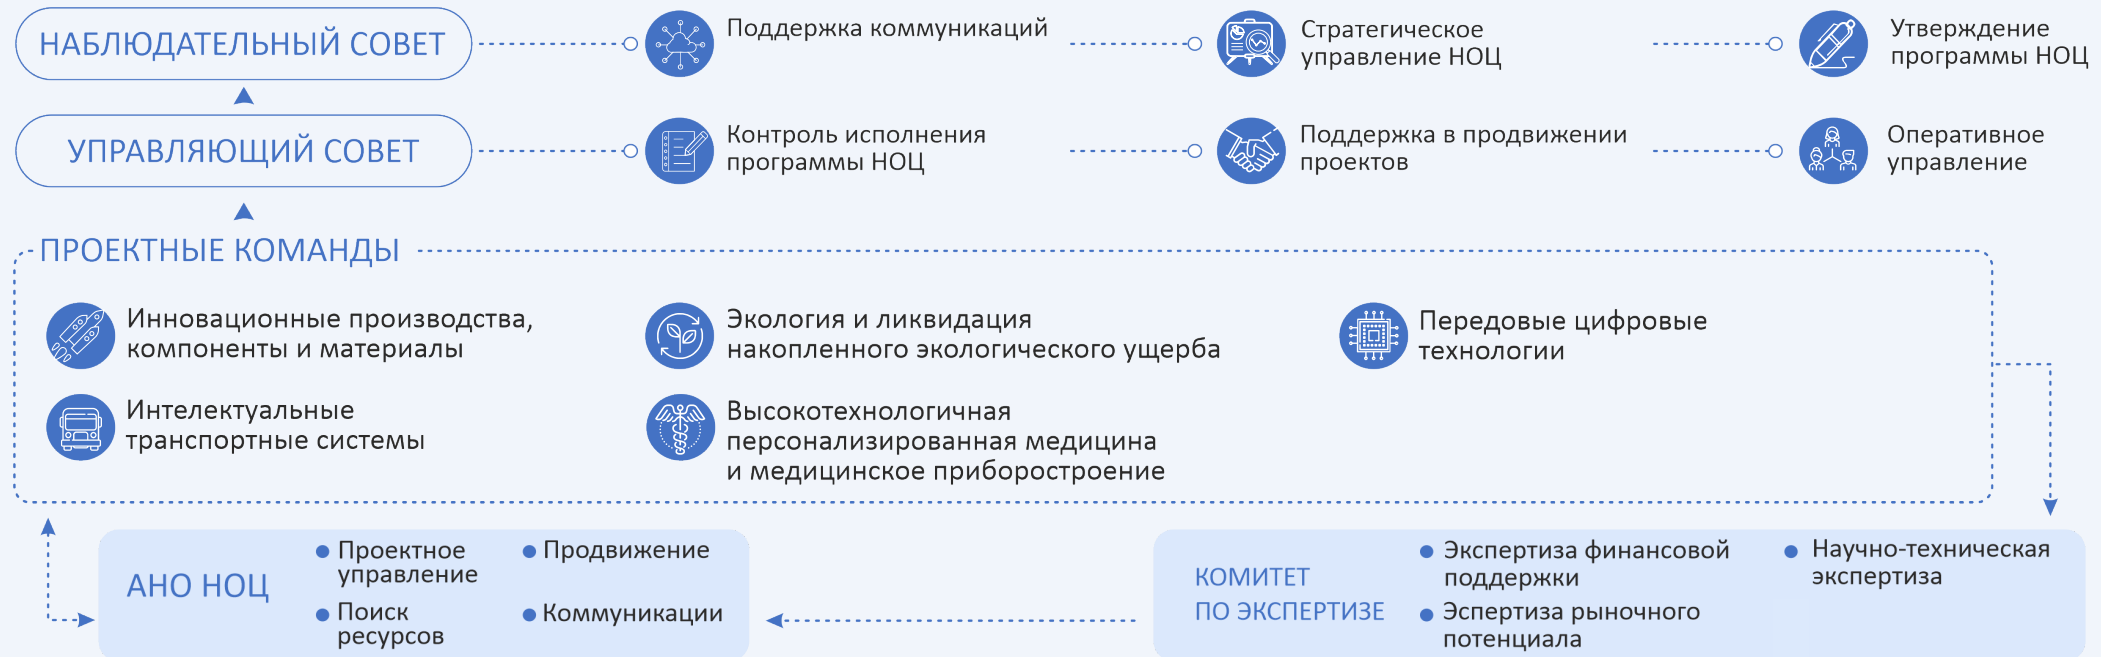 НАБЛЮДАТЕЛЬНЫЙ СОВЕТ
Поддержка коммуникаций
Стратегическое
управление НОЦ
Утверждение
программы НОЦ
УПРАВЛЯЮЩИЙ СОВЕТ
Контроль исполнения
программы НОЦ
Поддержка в продвижении
проектов
Оперативное
управление
ПРОЕКТНЫЕ КОМАНДЫ
Инновационные производства,
компоненты и материалы
Экология и ликвидация
накопленного экологического ущерба
Передовые цифровые
технологии
Интелектуальные
транспортные системы
Высокотехнологичная
персонализированная медицина
и медицинское приборостроение
АНО НОЦ
Проектное
управление
Продвижение
Поиск
ресурсов
Коммуникации
КОМИТЕТ
ПО ЭКСПЕРТИЗЕ
Экспертиза финансовой
поддержки
Научно-техническая
экспертиза
Эспертиза рыночного
потенциала